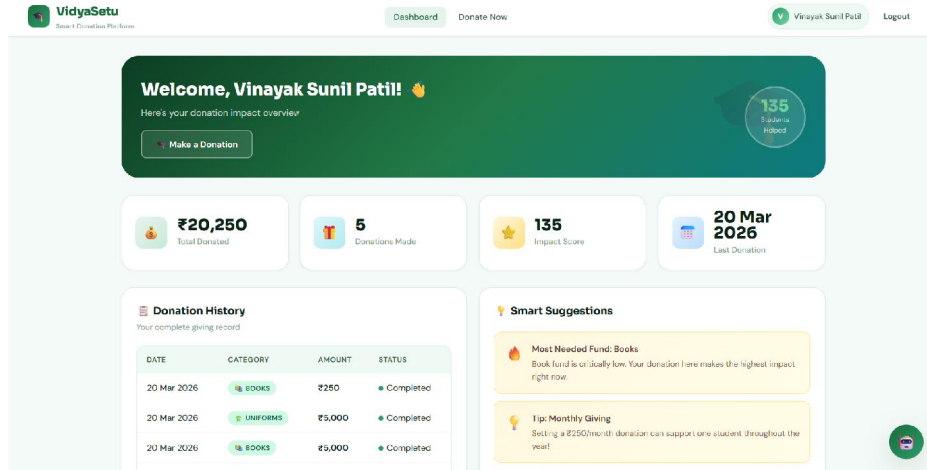 VidyaSetu
Smart Donation Platform
Dashboard
Donate Now
V
Vinayak Sunil Patil
Logout
Welcome, Vinayak Sunil Patil! 👋
Here's your donation impact overview
Make a Donation
135
Students
Helped
₹20,250
Total Donated
5
Donations Made
135
Impact Score
20 Mar
2026
Last Donation
Donation History
Your complete giving record
DATE CATEGORY AMOUNT STATUS
20 Mar 2026 BOOKS ₹250 Completed
20 Mar 2026 UNIFORMS ₹5,000 Completed
20 Mar 2026 BOOKS ₹5,000 Completed
Smart Suggestions
Most Needed Fund: Books
Book fund is critically low. Your donation here makes the highest impact
right now.
Tip: Monthly Giving
Setting a ₹250/month donation can support one student throughout the
year!